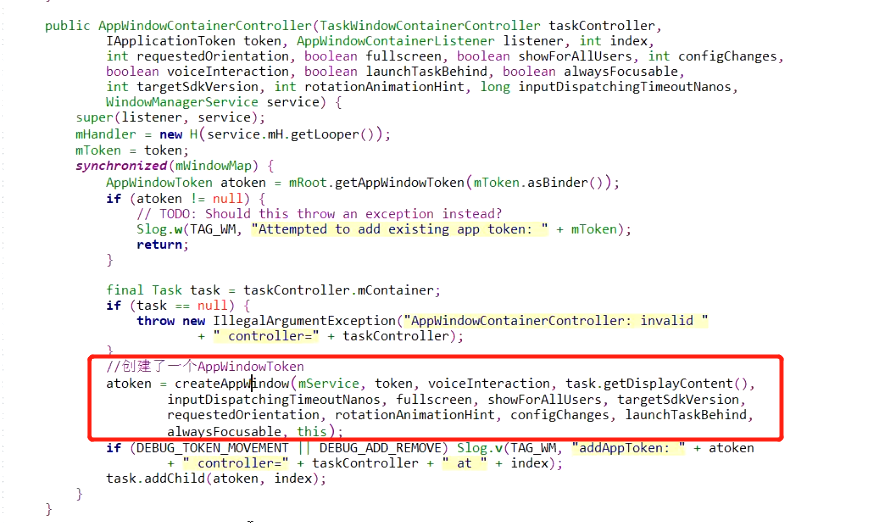 public AppWindowContainerController(TaskWindowContainerController taskController,
IApplicationToken token, AppWindowContainerListener listener, int index,
int requestedOrientation, boolean fullscreen, boolean showForAllUsers, int configChanges,
boolean voiceInteraction, boolean launchTaskBehind, boolean alwaysFocusable,
int targetSdkVersion, int rotationAnimationHint, long inputDispatchingTimeoutNanos,
WindowManagerService service) {
super(listener, service);
mHandler = new H(service.mH.getLooper());
mToken = token;
synchronized(mWindowMap) {
AppWindowToken atoken = mRoot.getAppWindowToken(mToken.asBinder());
if (atoken != null) {
// TODO: Should this throw an exception instead?
Slog.w(TAG_WM, "Attempted to add existing app token: " + mToken);
return;
}
final Task task = taskController.mContainer;
if (task == null) {
throw new IllegalArgumentException("AppWindowContainerController: invalid "
+ " controller=" + taskController);
}
//创建了一个AppWindowToken
atoken = createAppWindow(mService, token, voiceInteraction, task.getDisplayContent(),
inputDispatchingTimeoutNanos, fullscreen, showForAllUsers, targetSdkVersion,
requestedOrientation, rotationAnimationHint, configChanges, launchTaskBehind,
alwaysFocusable, this);
if (DEBUG_TOKEN_MOVEMENT || DEBUG_ADD_REMOVE) Slog.v(TAG_WM, "addAppToken: " + atoken
+ " controller=" + taskController + " at " + index);
task.addChild(atoken, index);
}
}